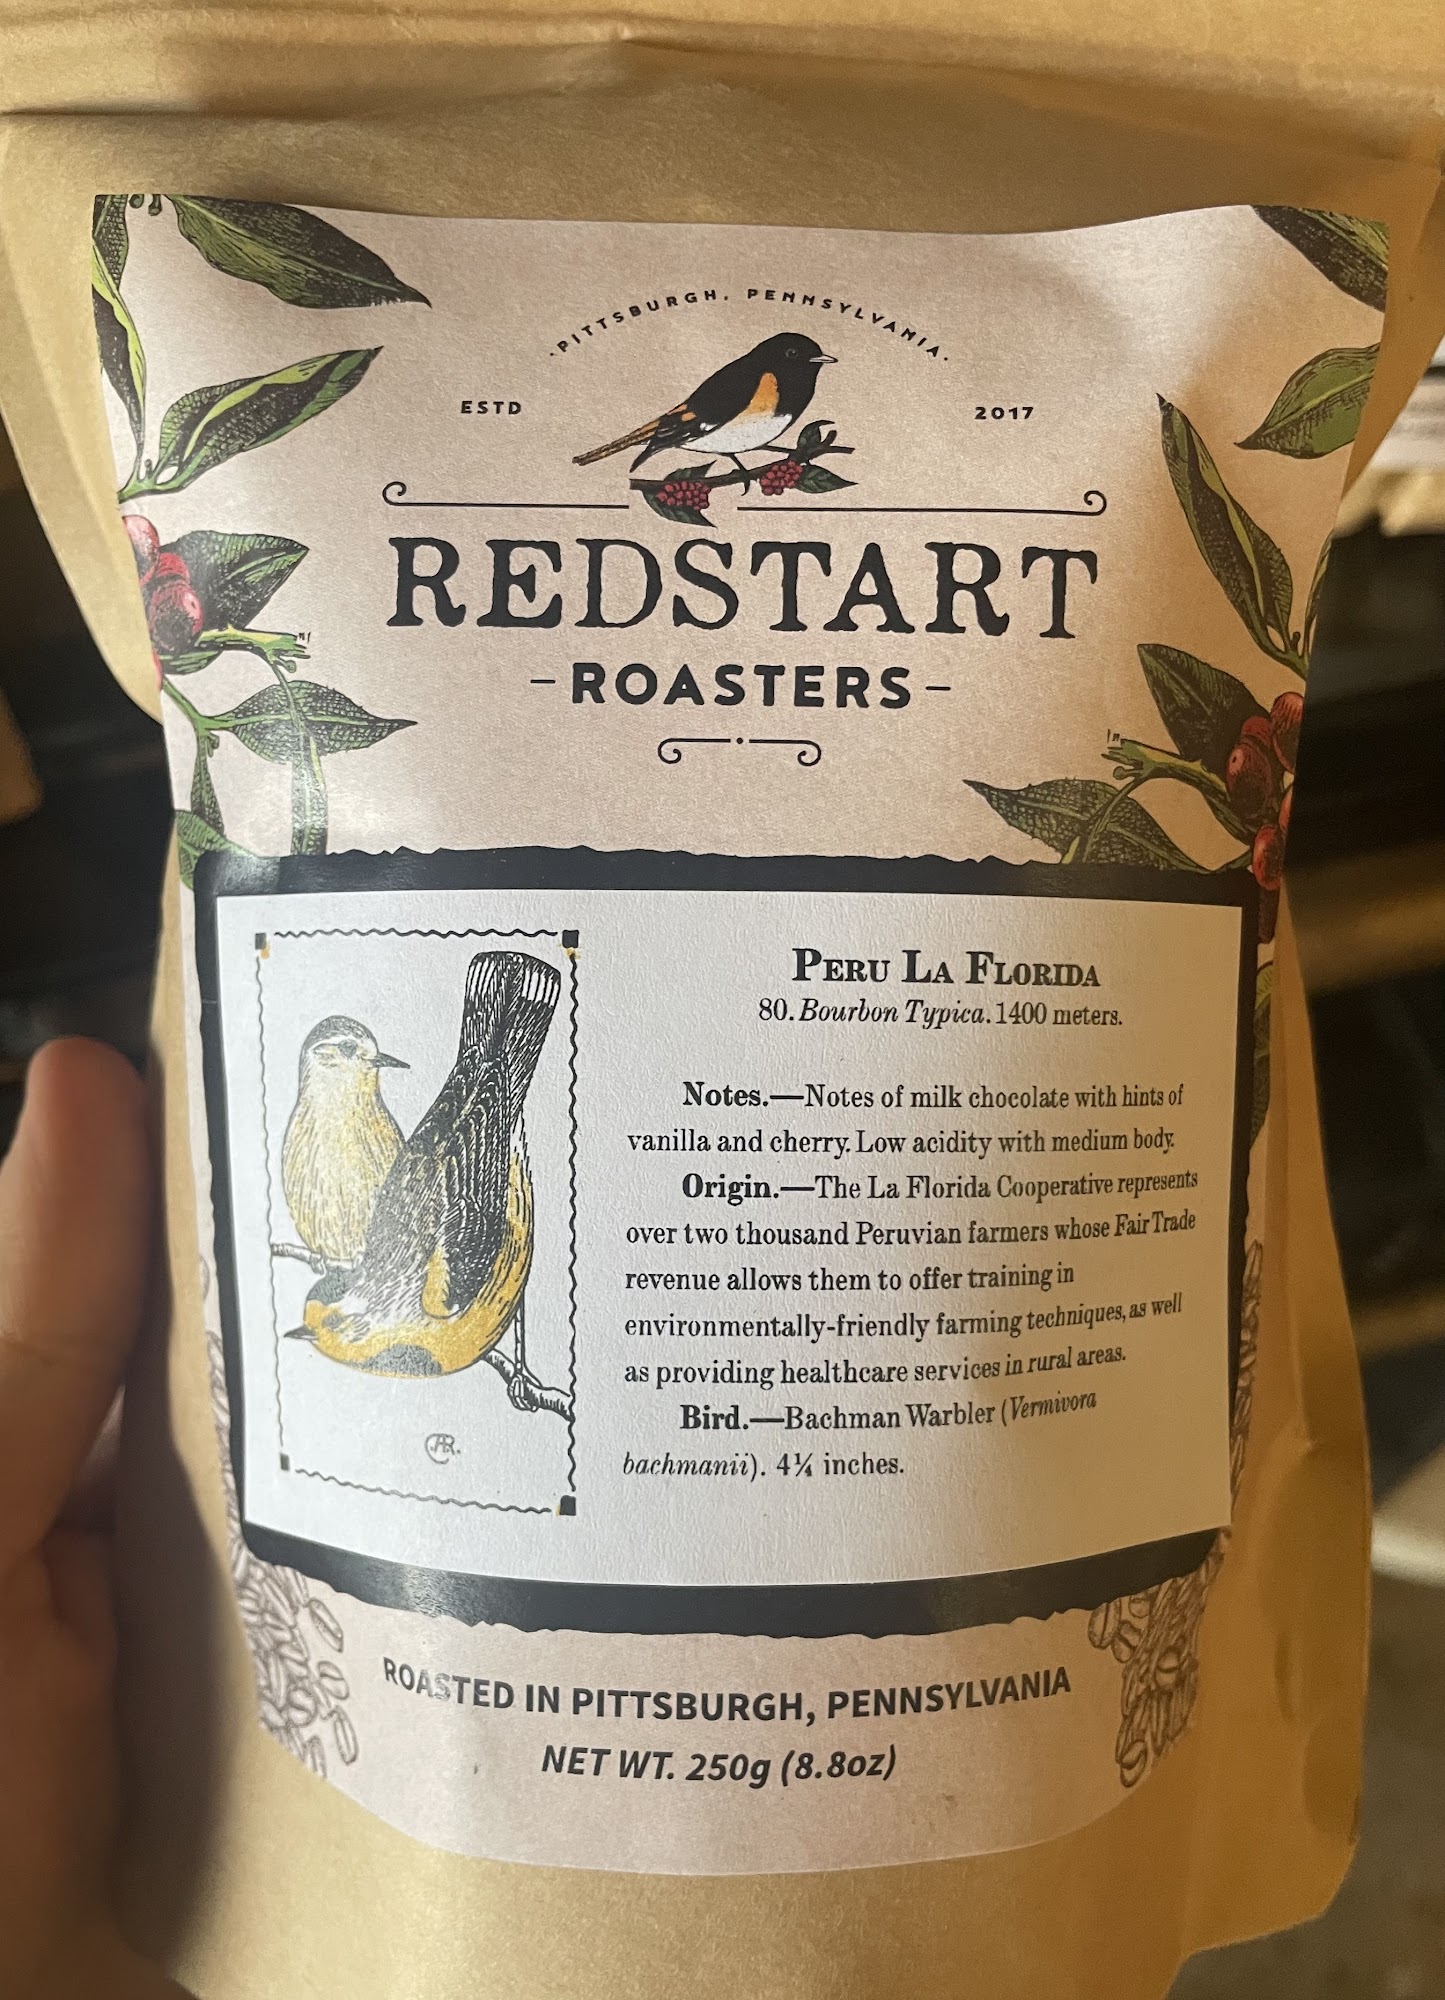 ·PITTSBURGH, PENNSYLVANIA·
ESTD 2017
REDSTART
-ROASTERS-
PERU LA FLORIDA
80. Bourbon Typica. 1400 meters.
Notes.—Notes of milk chocolate with hints of
vanilla and cherry. Low acidity with medium body.
Origin.—The La Florida Cooperative represents
over two thousand Peruvian farmers whose Fair Trade
revenue allows them to offer training in
environmentally-friendly farming techniques, as well
as providing healthcare services in rural areas.
Bird.—Bachman Warbler (Vermivora
bachmanii). 4¼ inches.
ROASTED IN PITTSBURGH, PENNSYLVANIA
NET WT. 250g (8.8oz)